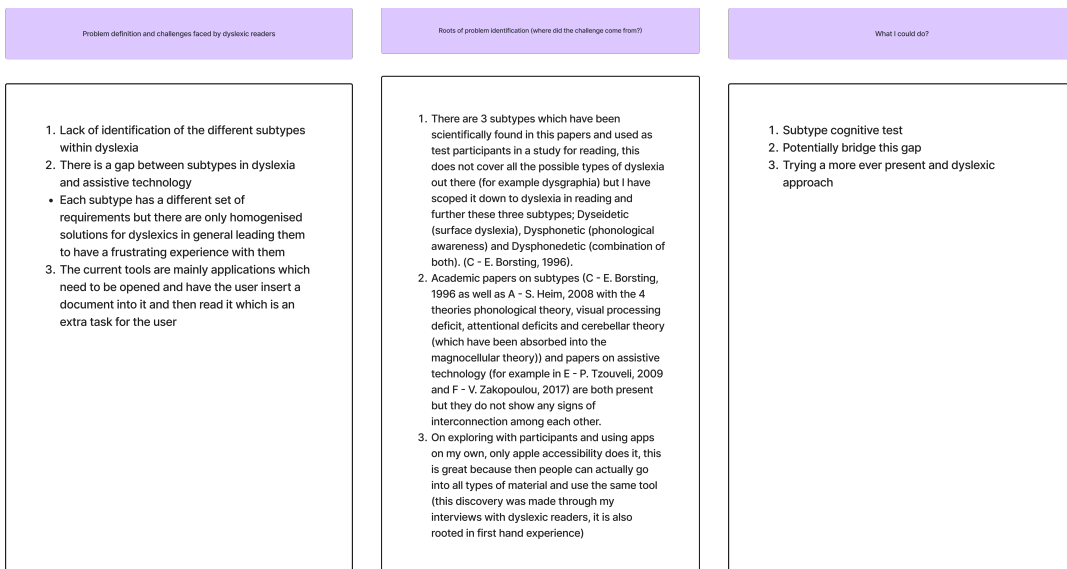 Problem definition and challenges faced by dyslexic readers
1. Lack of identification of the different subtypes
within dyslexia
2. There is a gap between subtypes in dyslexia
and assistive technology
• Each subtype has a different set of
requirements but there are only homogenised
solutions for dyslexics in general leading them
to have a frustrating experience with them
3. The current tools are mainly applications which
need to be opened and have the user insert a
document into it and then read it which is an
extra task for the user
Roots of problem identification (where did the challenge come from?)
1. There are 3 subtypes which have been
scientifically found in this papers and used as
test participants in a study for reading, this
does not cover all the possible types of dyslexia
out there (for example dysgraphia) but I have
scoped it down to dyslexia in reading and
further these three subtypes; Dyseidetic
(surface dyslexia), Dysphonetic (phonological
awareness) and Dysphonedetic (combination of
both). (C - E. Borsting, 1996).
2. Academic papers on subtypes (C - E. Borsting,
1996 as well as A - S. Heim, 2008 with the 4
theories phonological theory, visual processing
deficit, attentional deficits and cerebellar theory
(which have been absorbed into the
magnocellular theory)) and papers on assistive
technology (for example in E - P. Tzouveli, 2009
and F - V. Zakopoulou, 2017) are both present
but they do not show any signs of
interconnection among each other.
3. On exploring with participants and using apps
on my own, only apple accessibility does it, this
is great because then people can actually go
into all types of material and use the same tool
(this discovery was made through my
interviews with dyslexic readers, it is also
rooted in first hand experience)
What I could do?
1. Subtype cognitive test
2. Potentially bridge this gap
3. Trying a more ever present and dyslexic
approach